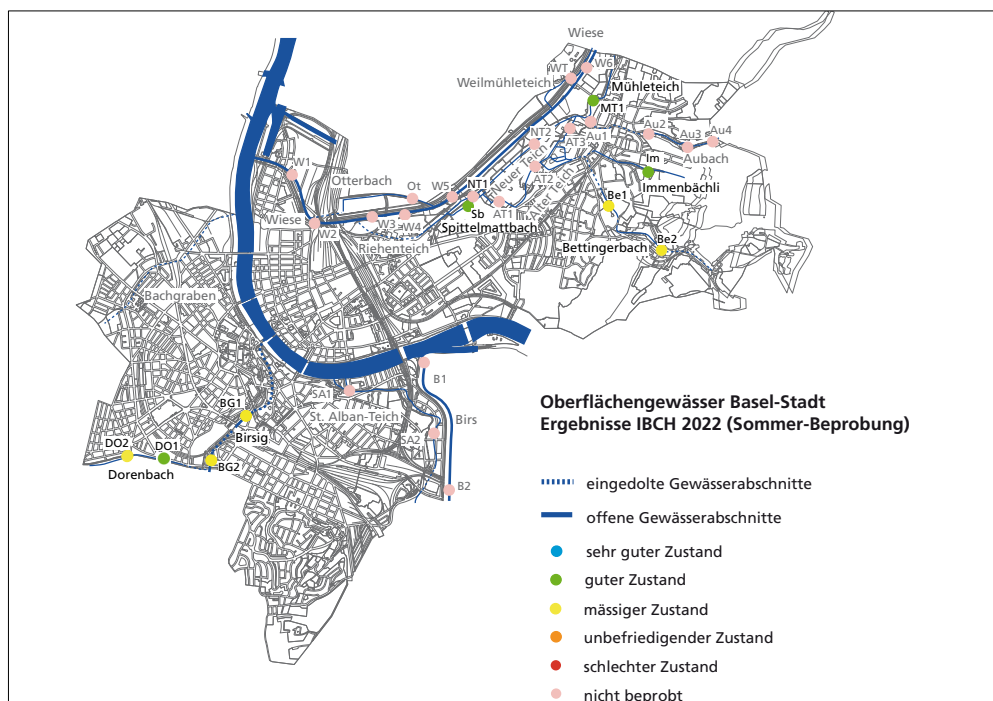 Wiese
WT
W6
Weilmühleteich
Mühleteich
MT1
NT2
AT3
Au1
Au2
Au3
Au4
Aubach
Neuer Teich
Im
Immenbächli
W1
Otterbach
Ot
W5
NT1
AT2
Alter Teich
Be1
Sb
AT1
Spittelmattbach
Wiese
W2
W3
W4
Riehenteich
Bettingerbach
Be2
Bachgraben
B1
SA1
St. Alban-Teich
Birs
BG1
SA2
Birsig
DO2
DO1
BG2
Dorenbach
B2
Oberflächengewässer Basel-Stadt
Ergebnisse IBCH 2022 (Sommer-Beprobung)
eingedolte Gewässerabschnitte
offene Gewässerabschnitte
sehr guter Zustand
guter Zustand
mässiger Zustand
unbefriedigender Zustand
schlechter Zustand
nicht beprobt